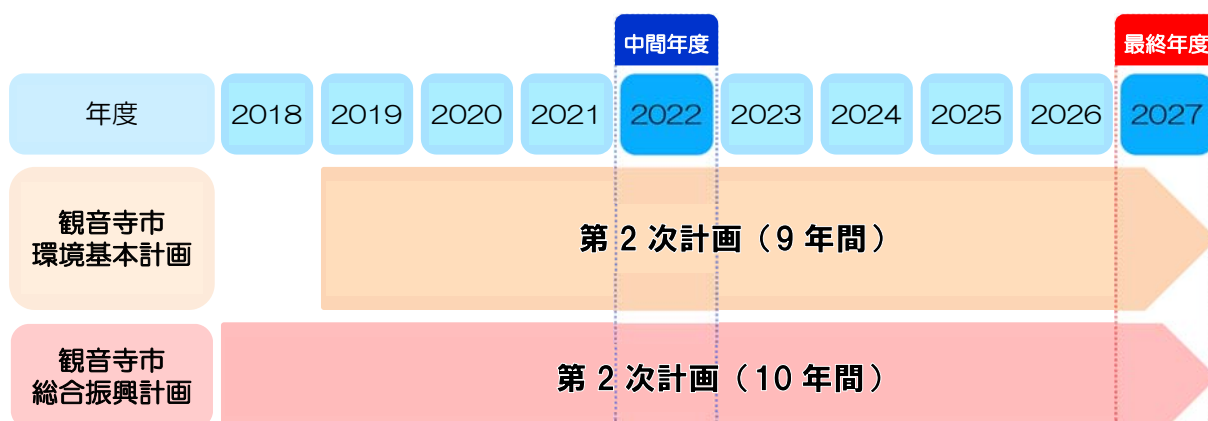 中間年度
最終年度
年度
2018
2019
2020
2021
2022
2023
2024
2025
2026
2027
観音寺市
環境基本計画
第2次計画（9年間）
観音寺市
総合振興計画
第2次計画（10年間）